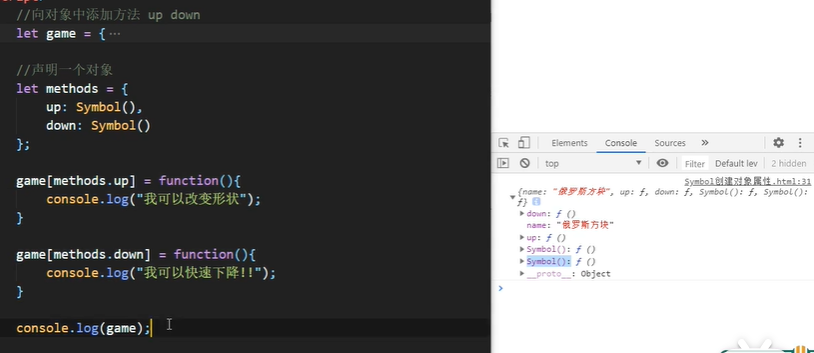 //向对象中添加方法 up down
let game = {···
//声明一个对象
let methods = {
up: Symbol(),
down: Symbol()
};
game[methods.up] = function(){
console.log("我可以改变形状");
}
game[methods.down] = function(){
console.log("我可以快速下降!!");
}
console.log(game);
Elements Console Sources »
top Filter Default lev 2 hidden
Symbol创建对象属性.html:31
{name: "俄罗斯方块", up: ƒ, down: ƒ, Symbol(): ƒ, Symbol():
ƒ}
down: ƒ ()
name: "俄罗斯方块"
up: ƒ ()
Symbol(): ƒ ()
Symbol(): ƒ ()
__proto__: Object